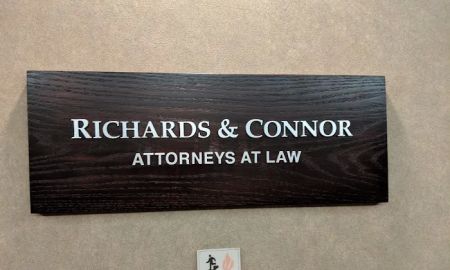 RICHARDS & CONNOR
ATTORNEYS AT LAW